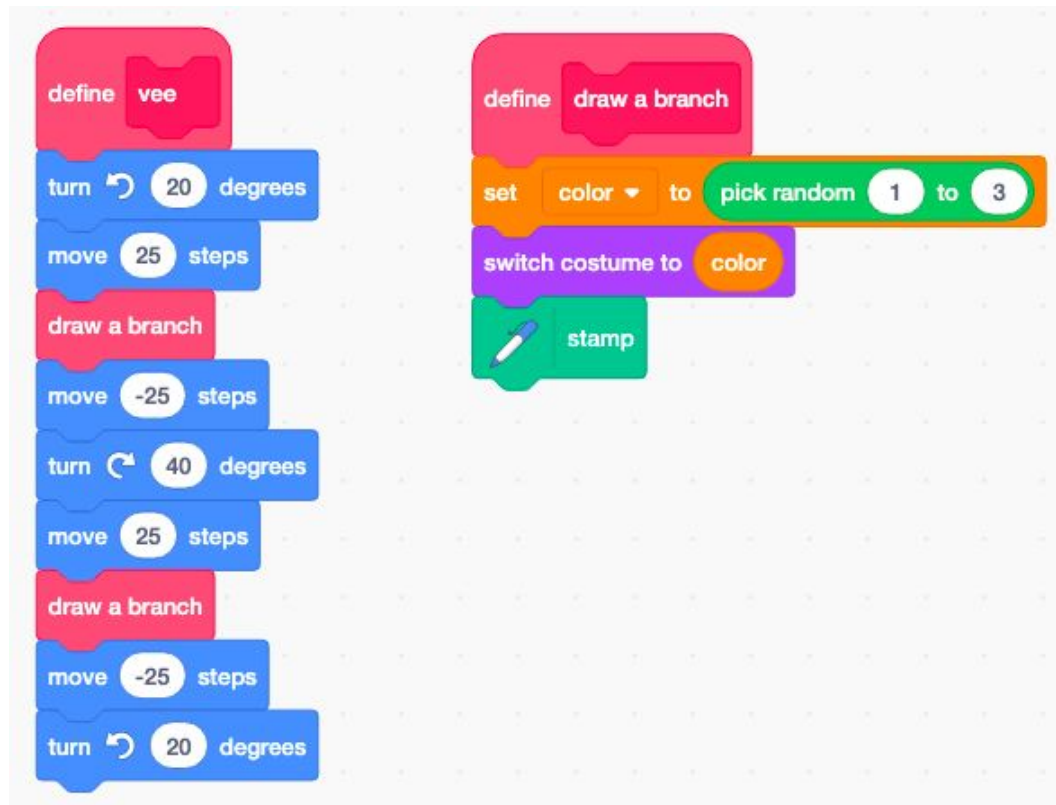 define vee
turn 20 degrees
move 25 steps
draw a branch
move -25 steps
turn 40 degrees
move 25 steps
draw a branch
move -25 steps
turn 20 degrees
define draw a branch
set color to pick random 1 to 3
switch costume to color
stamp